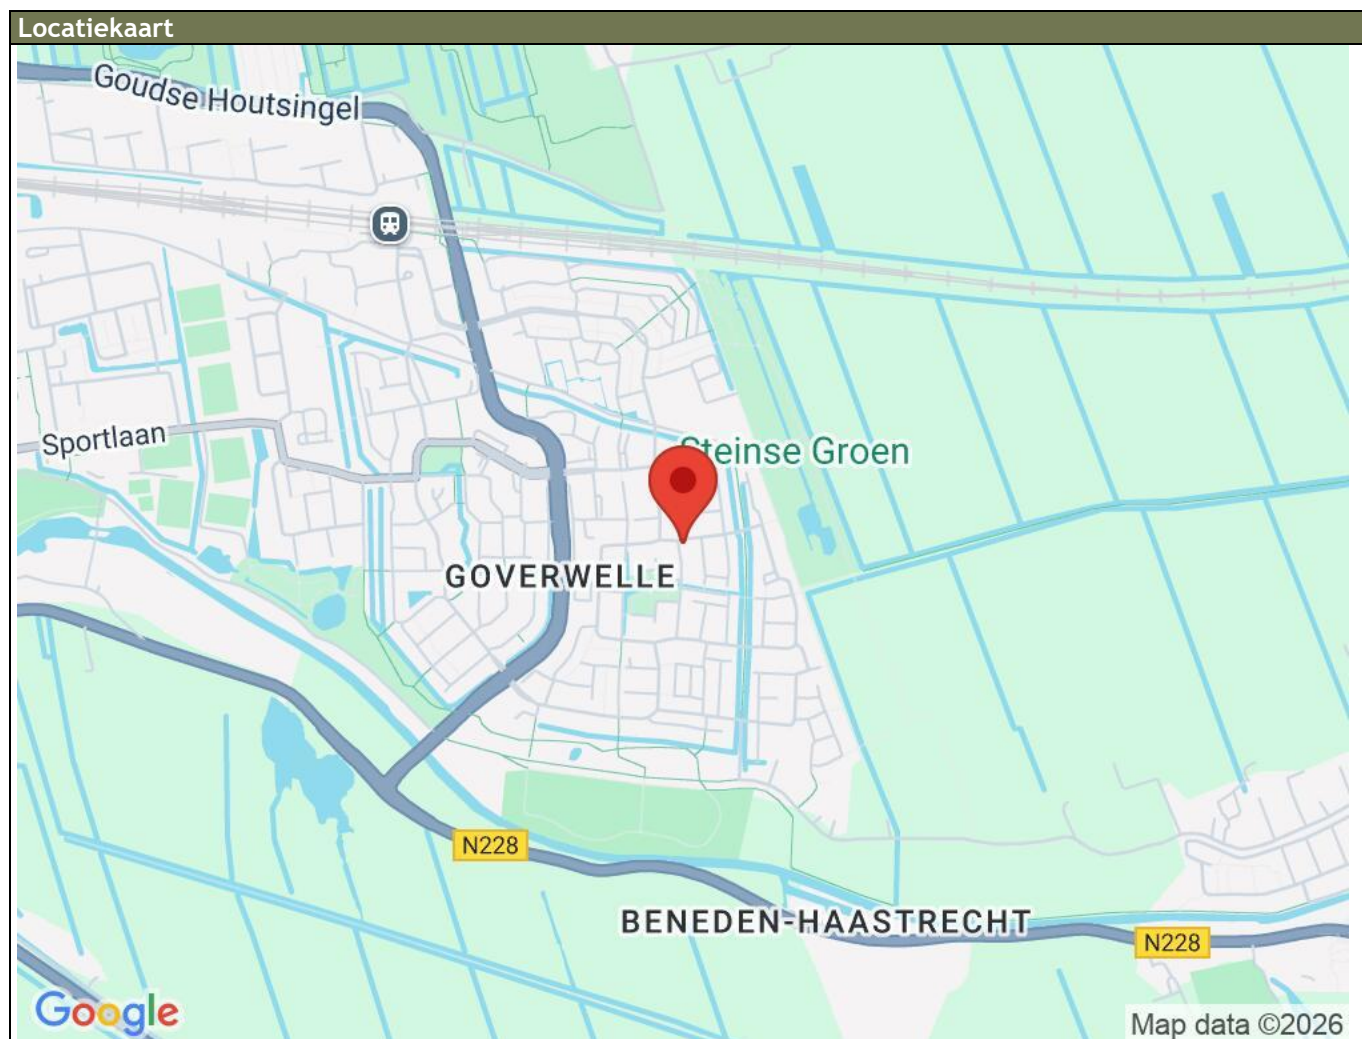 Locatiekaart
Goudse Houtsingel
Sportlaan
Steinse Groen
GOVERWELLE
N228
BENEDEN-HAASTRECHT
N228
Google
Map data ©2026